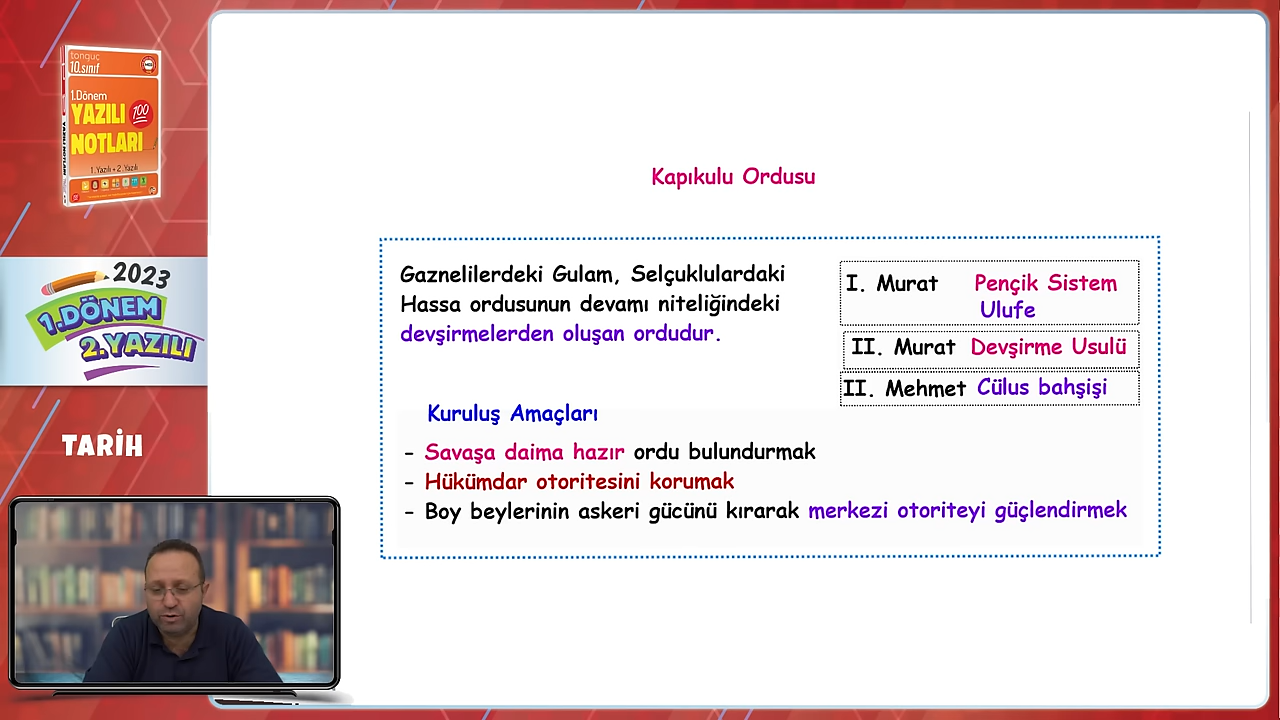 tonguç
10.sınıf
1.Dönem
YAZILI
100
NOTLARI
1.Yazılı + 2.Yazılı
YAZILI NOTLARI
2023
1.DÖNEM
2.YAZILI
TARİH
Kapıkulu Ordusu
Gaznelilerdeki Gulam, Selçuklulardaki
Hassa ordusunun devamı niteliğindeki
devşirmelerden oluşan ordudur.
I. Murat Pençik Sistem
Ulufe
II. Murat Devşirme Usulü
II. Mehmet Cülus bahşişi
Kuruluş Amaçları
- Savaşa daima hazır ordu bulundurmak
- Hükümdar otoritesini korumak
- Boy beylerinin askeri gücünü kırarak merkezi otoriteyi güçlendirmek